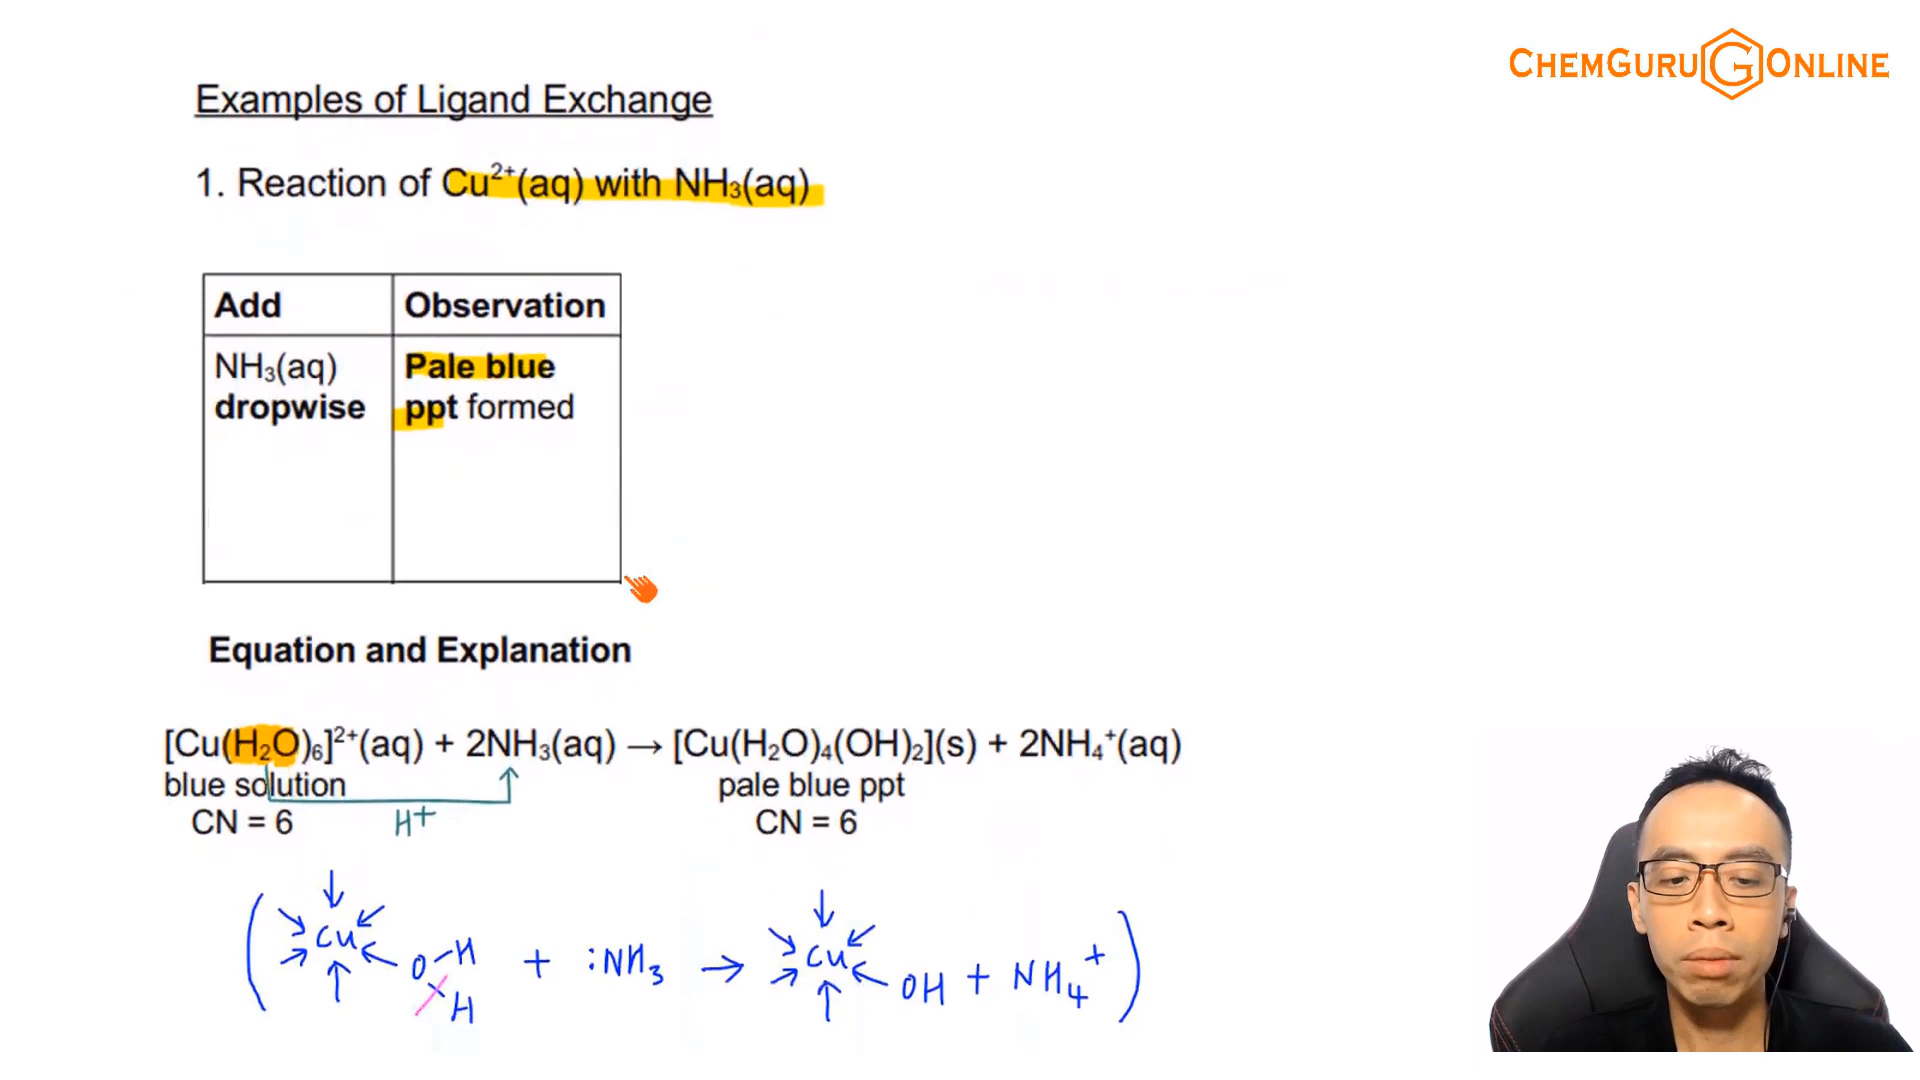 CHEMGURU G ONLINE
Examples of Ligand Exchange
1. Reaction of Cu²⁺(aq) with NH₃(aq)
Add Observation
NH₃(aq) Pale blue
dropwise ppt formed
Equation and Explanation
[Cu(H₂O)₆]²⁺(aq) + 2NH₃(aq) → [Cu(H₂O)₄(OH)₂](s) + 2NH₄⁺(aq)
blue solution pale blue ppt
CN = 6 H+ CN = 6
( Cu O-H + :NH₃ → Cu OH + NH₄⁺ )
H